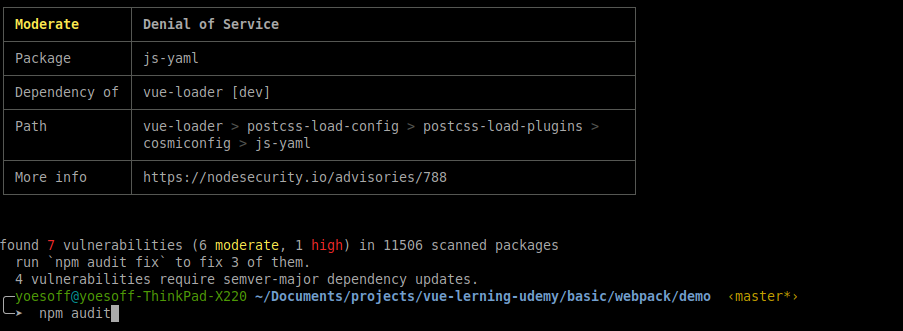 Moderate Denial of Service
Package js-yaml
Dependency of vue-loader [dev]
Path vue-loader > postcss-load-config > postcss-load-plugins >
cosmiconfig > js-yaml
More info https://nodesecurity.io/advisories/788
found 7 vulnerabilities (6 moderate, 1 high) in 11506 scanned packages
run `npm audit fix` to fix 3 of them.
4 vulnerabilities require semver-major dependency updates.
yoesoff@yoesoff-ThinkPad-X220 ~/Documents/projects/vue-lerning-udemy/basic/webpack/demo ‹master*›
➤ npm audit